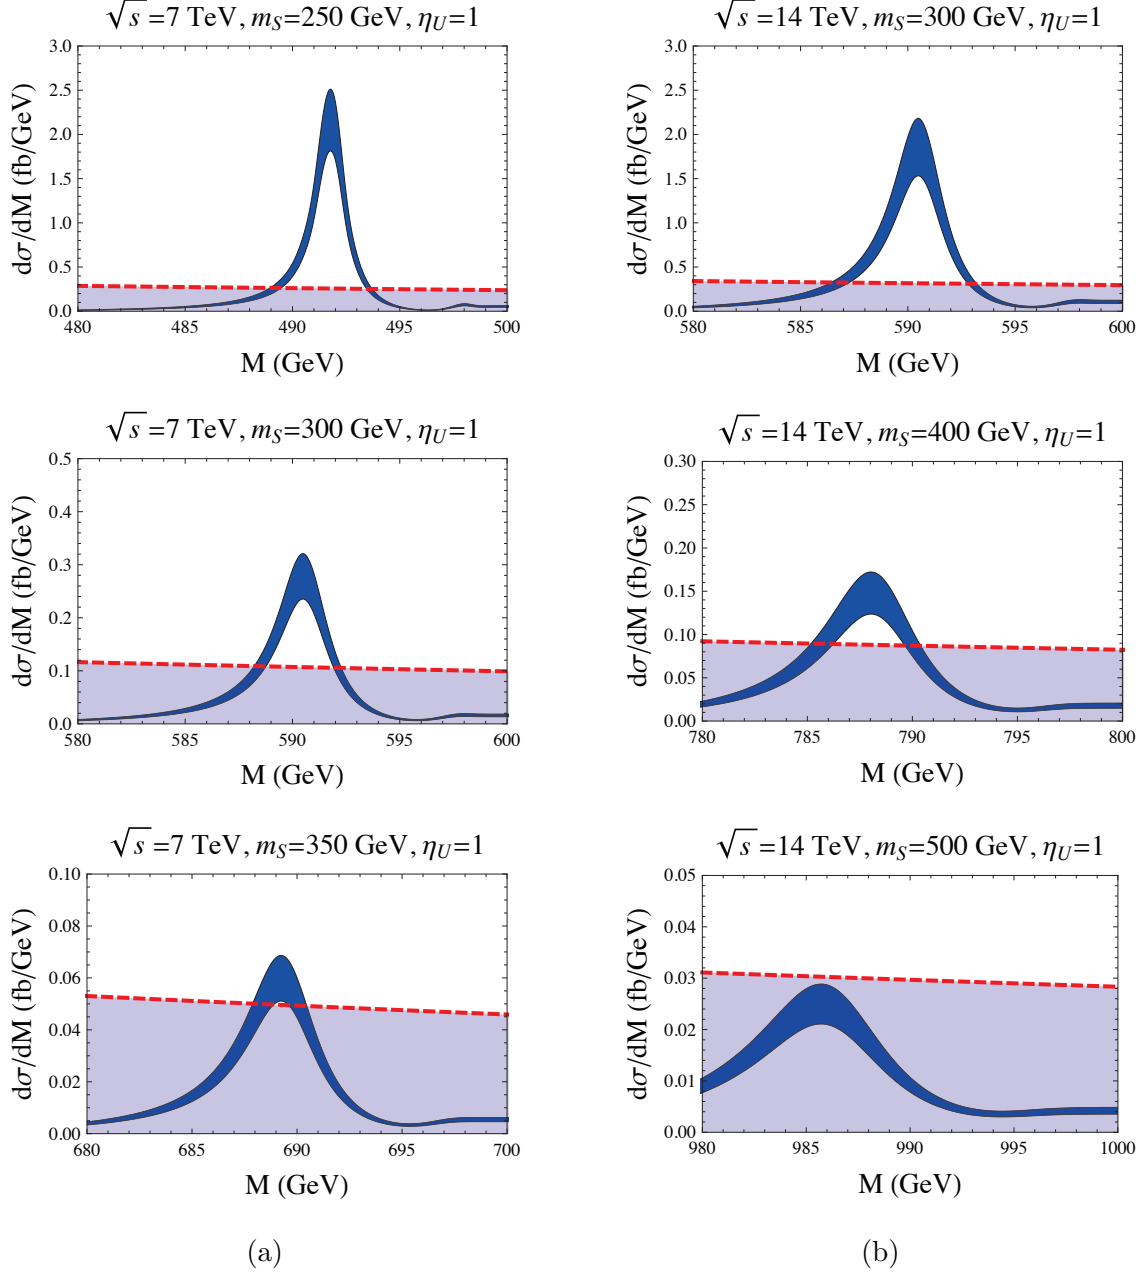 √s =7 TeV, m_S=250 GeV, η_U=1
3.0
2.5
2.0
1.5
1.0
0.5
0.0
480 485 490 495 500
dσ/dM (fb/GeV)
M (GeV)
√s =14 TeV, m_S=300 GeV, η_U=1
3.0
2.5
2.0
1.5
1.0
0.5
0.0
580 585 590 595 600
dσ/dM (fb/GeV)
M (GeV)
√s =7 TeV, m_S=300 GeV, η_U=1
0.5
0.4
0.3
0.2
0.1
0.0
580 585 590 595 600
dσ/dM (fb/GeV)
M (GeV)
√s =14 TeV, m_S=400 GeV, η_U=1
0.30
0.25
0.20
0.15
0.10
0.05
0.00
780 785 790 795 800
dσ/dM (fb/GeV)
M (GeV)
√s =7 TeV, m_S=350 GeV, η_U=1
0.10
0.08
0.06
0.04
0.02
0.00
680 685 690 695 700
dσ/dM (fb/GeV)
M (GeV)
√s =14 TeV, m_S=500 GeV, η_U=1
0.05
0.04
0.03
0.02
0.01
0.00
980 985 990 995 1000
dσ/dM (fb/GeV)
M (GeV)
(a)
(b)